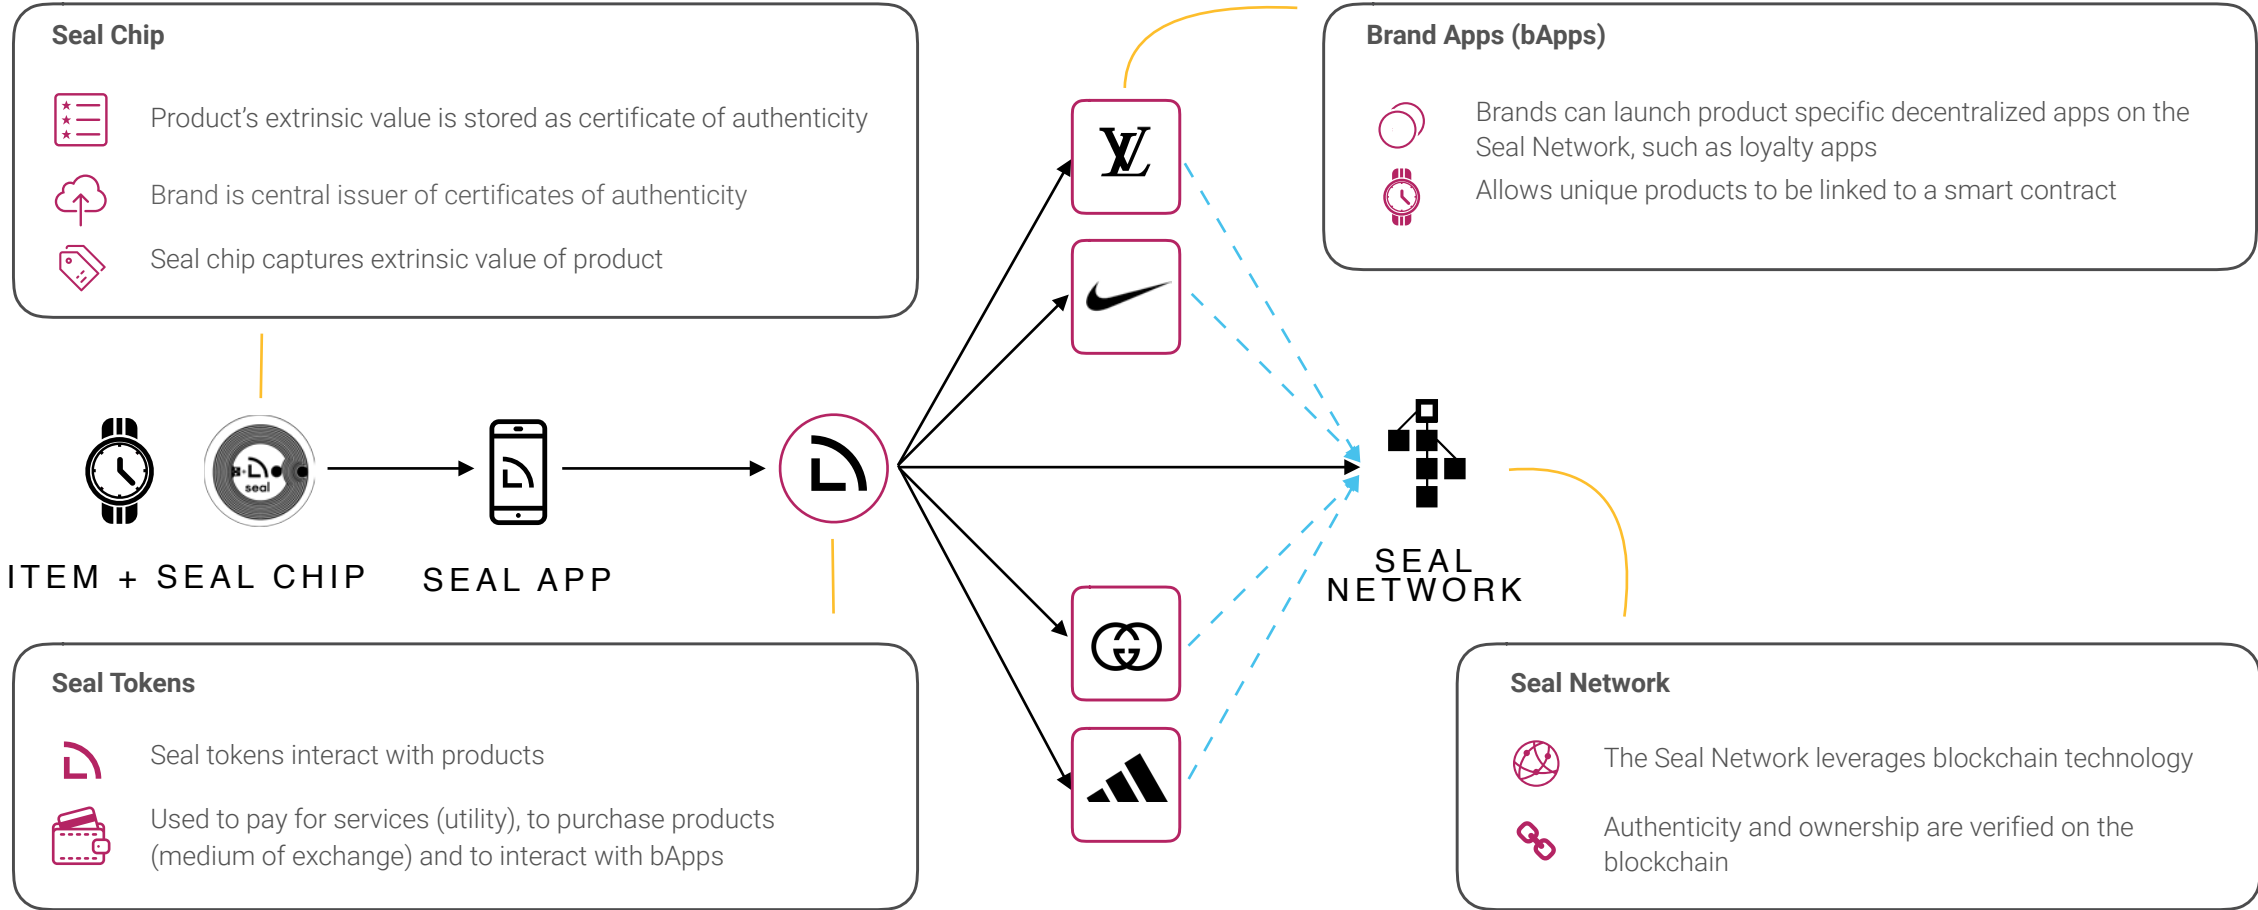 Seal Chip
Product's extrinsic value is stored as certificate of authenticity
Brand is central issuer of certificates of authenticity
Seal chip captures extrinsic value of product
Brand Apps (bApps)
Brands can launch product specific decentralized apps on the
Seal Network, such as loyalty apps
Allows unique products to be linked to a smart contract
LV
seal
ITEM + SEAL CHIP
SEAL APP
SEAL
NETWORK
Seal Tokens
Seal tokens interact with products
Used to pay for services (utility), to purchase products
(medium of exchange) and to interact with bApps
Seal Network
The Seal Network leverages blockchain technology
Authenticity and ownership are verified on the
blockchain